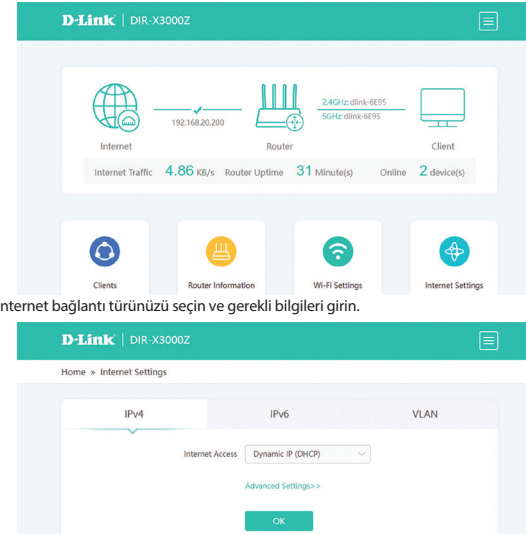 D-Link | DIR-X3000Z
2.4GHz: dlink-6E95
192.168.20.200
5GHz: dlink-6E95
Internet
Router
Client
Internet Traffic 4.86 KB/s Router Uptime 31 Minute(s) Online 2 device(s)
Clients
Router Information
Wi-Fi Settings
Internet Settings
nternet bağlantı türünüzü seçin ve gerekli bilgileri girin.
D-Link | DIR-X3000Z
Home » Internet Settings
IPv4
IPv6
VLAN
Internet Access Dynamic IP (DHCP)
Advanced Settings>>
OK